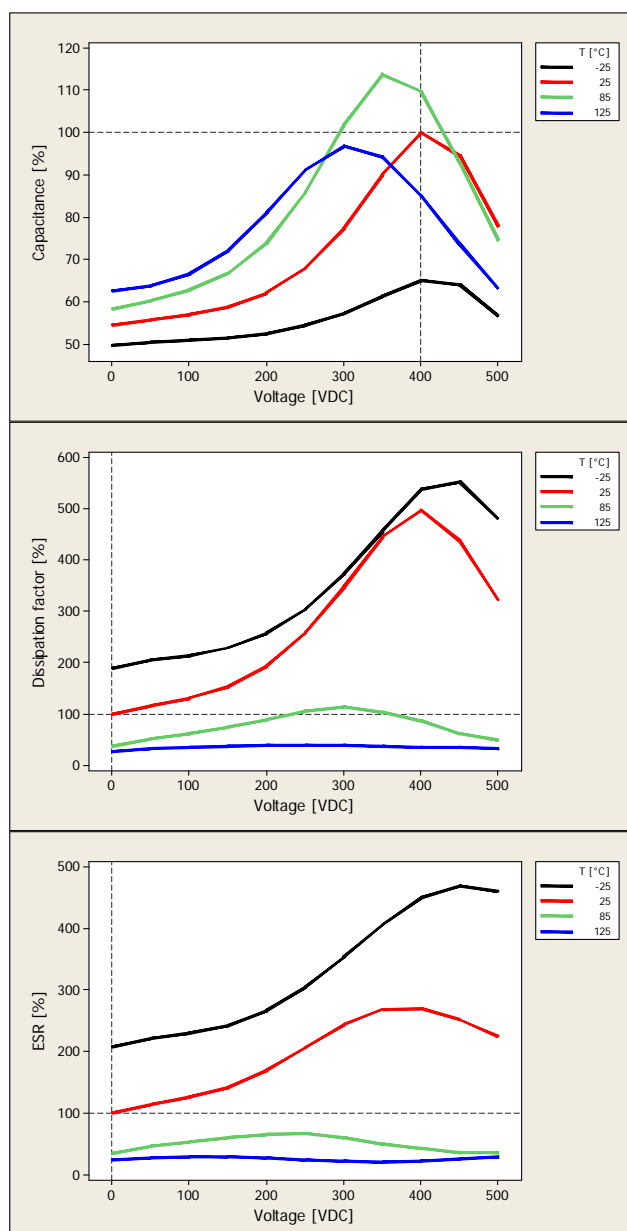 120
110
100
90
80
70
60
50
Capacitance [%]
0 100 200 300 400 500
Voltage [VDC]
T [°C]
-25
25
85
125
600
500
400
300
200
100
0
Dissipation factor [%]
0 100 200 300 400 500
Voltage [VDC]
T [°C]
-25
25
85
125
500
400
300
200
100
0
ESR [%]
0 100 200 300 400 500
Voltage [VDC]
T [°C]
-25
25
85
125